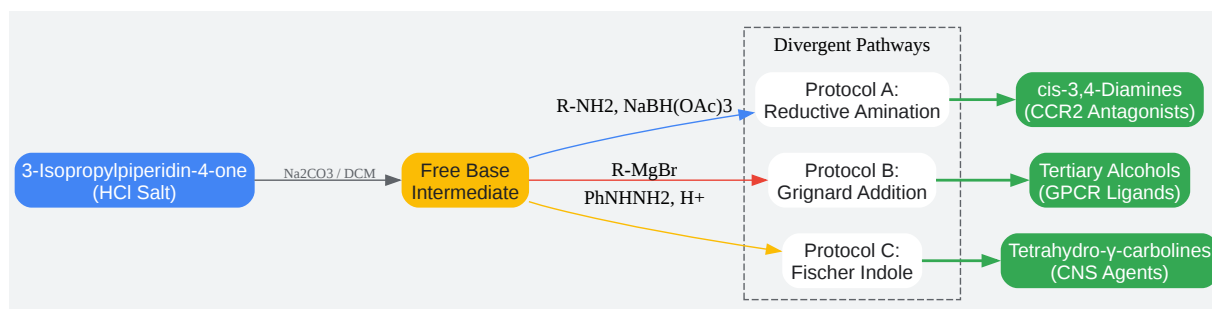 Divergent Pathways
Protocol A:
Reductive Amination
cis-3,4-Diamines
(CCR2 Antagonists)
R-NH2, NaBH(OAc)3
3-Isopropylpiperidin-4-one
(HCl Salt)
Na2CO3 / DCM
Free Base
Intermediate
R-MgBr
PhNHNH2, H+
Protocol B:
Grignard Addition
Tertiary Alcohols
(GPCR Ligands)
Protocol C:
Fischer Indole
Tetrahydro-γ-carbolines
(CNS Agents)